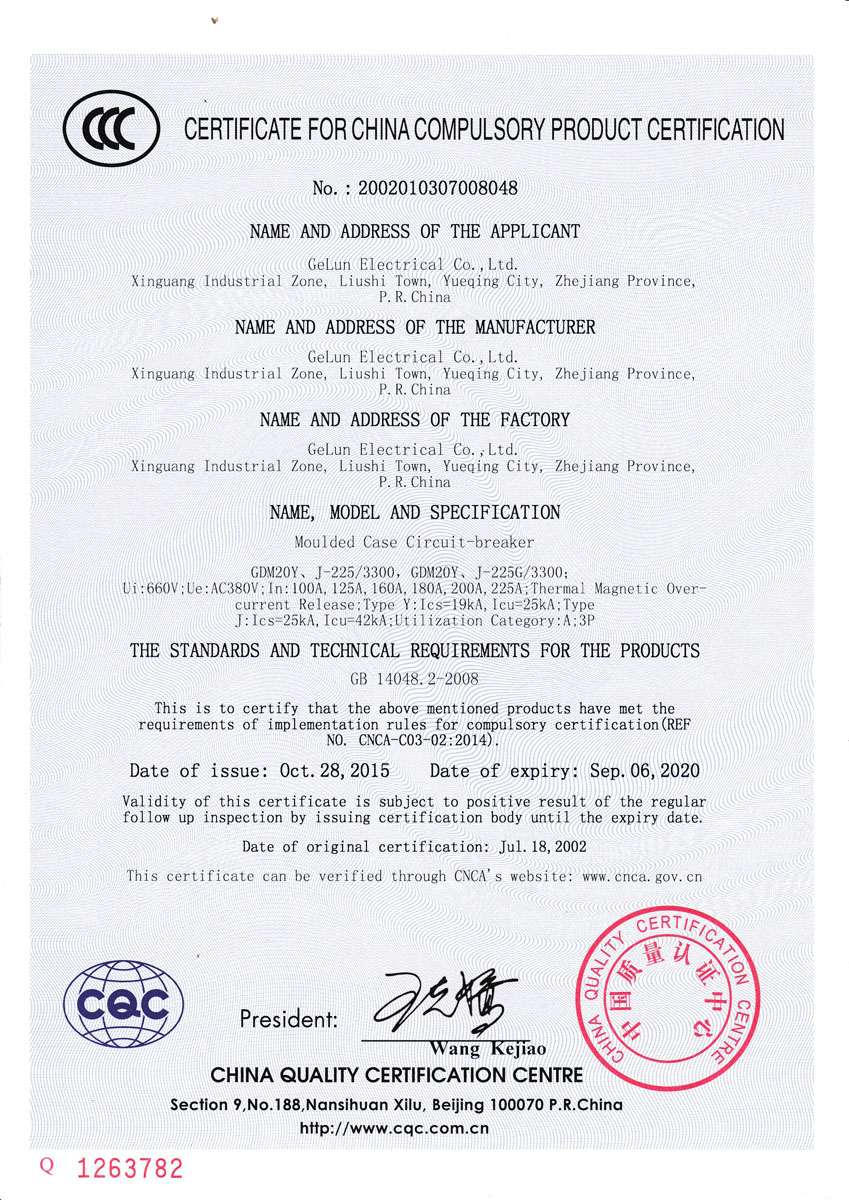 CCC
CERTIFICATE FOR CHINA COMPULSORY PRODUCT CERTIFICATION
No. : 2002010307008048
NAME AND ADDRESS OF THE APPLICANT
GeLun Electrical Co.,Ltd.
Xinguang Industrial Zone, Liushi Town, Yueqing City, Zhejiang Province,
P.R.China
NAME AND ADDRESS OF THE MANUFACTURER
GeLun Electrical Co.,Ltd.
Xinguang Industrial Zone, Liushi Town, Yueqing City, Zhejiang Province,
P.R.China
NAME AND ADDRESS OF THE FACTORY
GeLun Electrical Co.,Ltd.
Xinguang Industrial Zone, Liushi Town, Yueqing City, Zhejiang Province,
P.R.China
NAME, MODEL AND SPECIFICATION
Moulded Case Circuit-breaker
GDM20Y、J-225/3300, GDM20Y、J-225G/3300;
Ui:660V;Ue:AC380V;In:100A,125A,160A,180A,200A,225A;Thermal Magnetic Over-
current Release;Type Y:Ics=19kA,Icu=25kA;Type
J:Ics=25kA,Icu=42kA;Utilization Category:A;3P
THE STANDARDS AND TECHNICAL REQUIREMENTS FOR THE PRODUCTS
GB 14048.2-2008
This is to certify that the above mentioned products have met the
requirements of implementation rules for compulsory certification(REF
NO. CNCA-C03-02:2014).
Date of issue: Oct.28,2015 Date of expiry: Sep.06,2020
Validity of this certificate is subject to positive result of the regular
follow up inspection by issuing certification body until the expiry date.
Date of original certification: Jul.18,2002
This certificate can be verified through CNCA's website: www.cnca.gov.cn
CHINA QUALITY CERTIFICATION CENTRE
中国质量认证中心
CQC
President:
王克娇
Wang Kejiao
CHINA QUALITY CERTIFICATION CENTRE
Section 9,No.188,Nansihuan Xilu, Beijing 100070 P.R.China
http://www.cqc.com.cn
Q 1263782